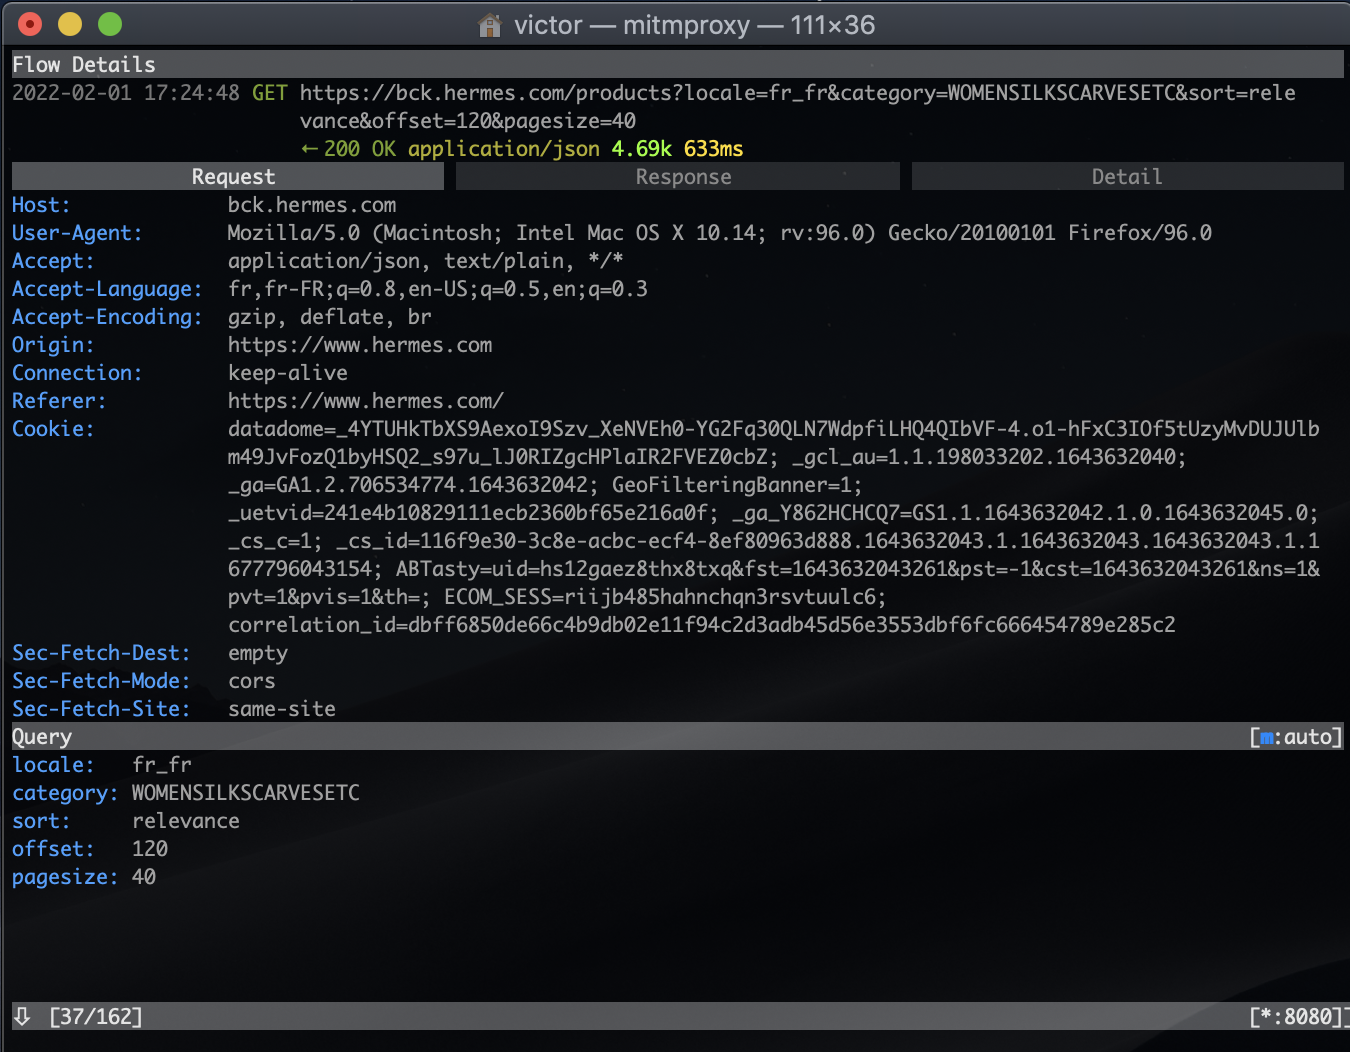 victor — mitmproxy — 111×36
Flow Details
2022-02-01 17:24:48 GET https://bck.hermes.com/products?locale=fr_fr&category=WOMENSILKSCARVESETC&sort=rele
vance&offset=120&pagesize=40
← 200 OK application/json 4.69k 633ms
Request Response Detail
Host: bck.hermes.com
User-Agent: Mozilla/5.0 (Macintosh; Intel Mac OS X 10.14; rv:96.0) Gecko/20100101 Firefox/96.0
Accept: application/json, text/plain, */*
Accept-Language: fr,fr-FR;q=0.8,en-US;q=0.5,en;q=0.3
Accept-Encoding: gzip, deflate, br
Origin: https://www.hermes.com
Connection: keep-alive
Referer: https://www.hermes.com/
Cookie: datadome=_4YTUHkTbXS9AexoI9Szv_XeNVEh0-YG2Fq30QLN7WdpfiLHQ4QIbVF-4.o1-hFxC3IOf5tUzyMvDUJUlb
m49JvFozQ1byHSQ2_s97u_lJ0RIZgcHPlaIR2FVEZ0cbZ; _gcl_au=1.1.198033202.1643632040;
_ga=GA1.2.706534774.1643632042; GeoFilteringBanner=1;
_uetvid=241e4b10829111ecb2360bf65e216a0f; _ga_Y862HCHCQ7=GS1.1.1643632042.1.0.1643632045.0;
_cs_c=1; _cs_id=116f9e30-3c8e-acbc-ecf4-8ef80963d888.1643632043.1.1643632043.1643632043.1.1
677796043154; ABTasty=uid=hs12gaez8thx8txq&fst=1643632043261&pst=-1&cst=1643632043261&ns=1&
pvt=1&pvis=1&th=; ECOM_SESS=riijb485hahnchqn3rsvtuulc6;
correlation_id=dbff6850de66c4b9db02e11f94c2d3adb45d56e3553dbf6fc666454789e285c2
Sec-Fetch-Dest: empty
Sec-Fetch-Mode: cors
Sec-Fetch-Site: same-site
Query [m:auto]
locale: fr_fr
category: WOMENSILKSCARVESETC
sort: relevance
offset: 120
pagesize: 40
⇩ [37/162] [*:8080]